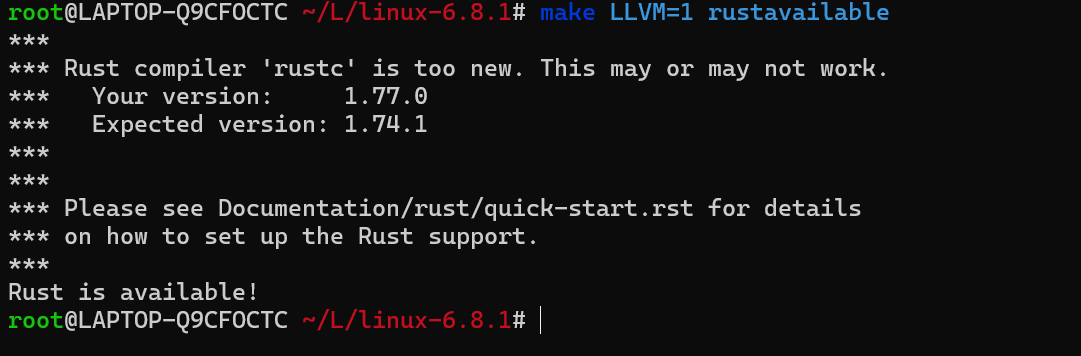 root@LAPTOP-Q9CFOCTC ~/L/linux-6.8.1# make LLVM=1 rustavailable
***
*** Rust compiler 'rustc' is too new. This may or may not work.
***   Your version:     1.77.0
***   Expected version: 1.74.1
***
***
*** Please see Documentation/rust/quick-start.rst for details
*** on how to set up the Rust support.
***
Rust is available!
root@LAPTOP-Q9CFOCTC ~/L/linux-6.8.1#